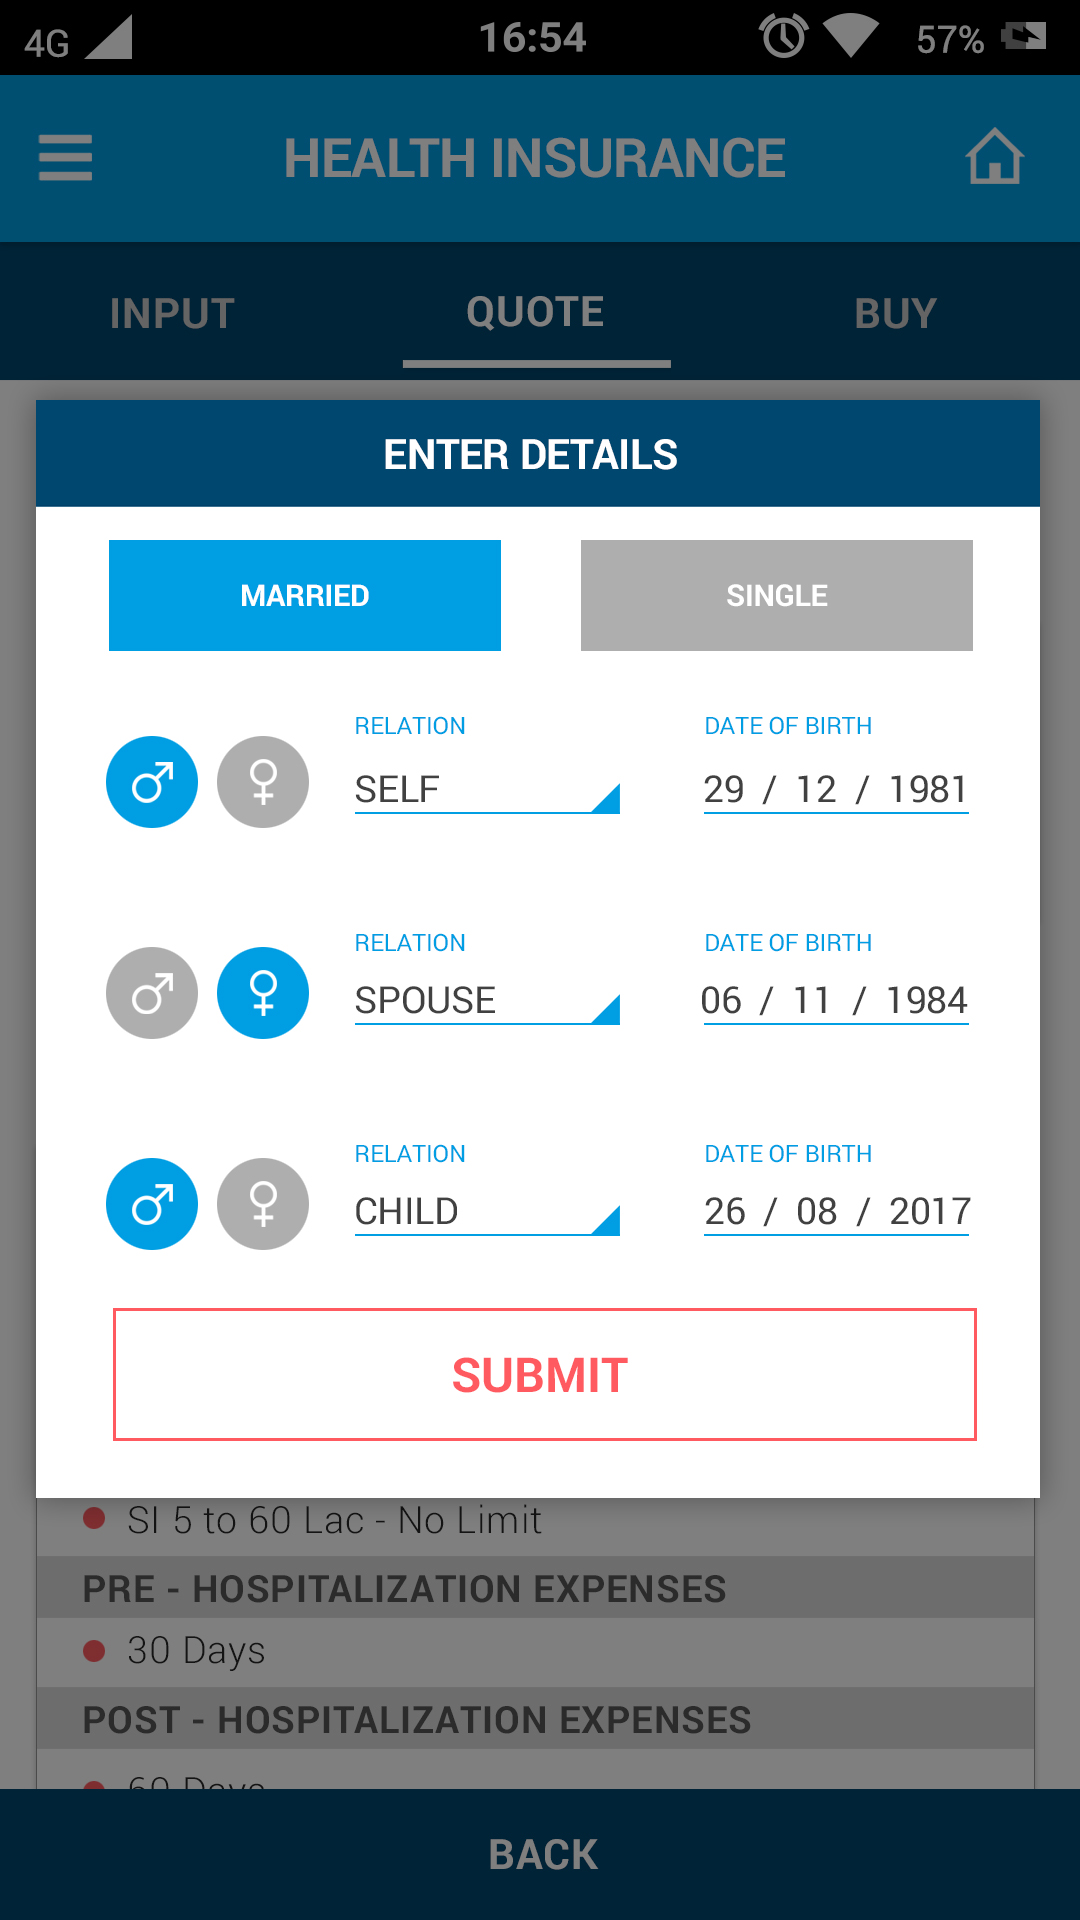 4G 16:54 57%
HEALTH INSURANCE
INPUT QUOTE BUY
ENTER DETAILS
MARRIED SINGLE
RELATION DATE OF BIRTH
SELF 29 / 12 / 1981
RELATION DATE OF BIRTH
SPOUSE 06 / 11 / 1984
RELATION DATE OF BIRTH
CHILD 26 / 08 / 2017
SUBMIT
SI 5 to 60 Lac - No Limit
PRE - HOSPITALIZATION EXPENSES
30 Days
POST - HOSPITALIZATION EXPENSES
60 Days
BACK